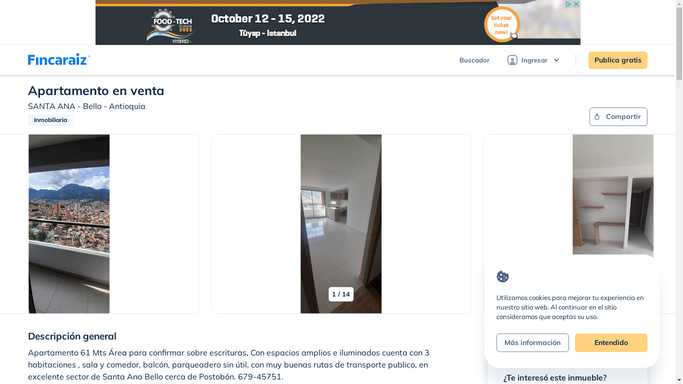 FOOD-TECH
October 12 - 15, 2022
Tüyap - Istanbul
Get your
ticket
now!
Fincaraiz
Buscador
Ingresar
Publica gratis
Apartamento en venta
SANTA ANA - Bello - Antioquia
Inmobiliaria
Compartir
1 / 14
Utilizamos cookies para mejorar tu experiencia en
nuestro sitio web. Al continuar en el sitio
consideramos que aceptas su uso.
Más información
Entendido
Descripción general
Apartamento 61 Mts Área para confirmar sobre escrituras, Con espacios amplios e iluminados cuenta con 3
habitaciones , sala y comedor, balcón, parqueadero sin útil, con muy buenas rutas de transporte publico, en
excelente sector de Santa Ana Bello cerca de Postobón. 679-45751.
¿Te interesó este inmueble?